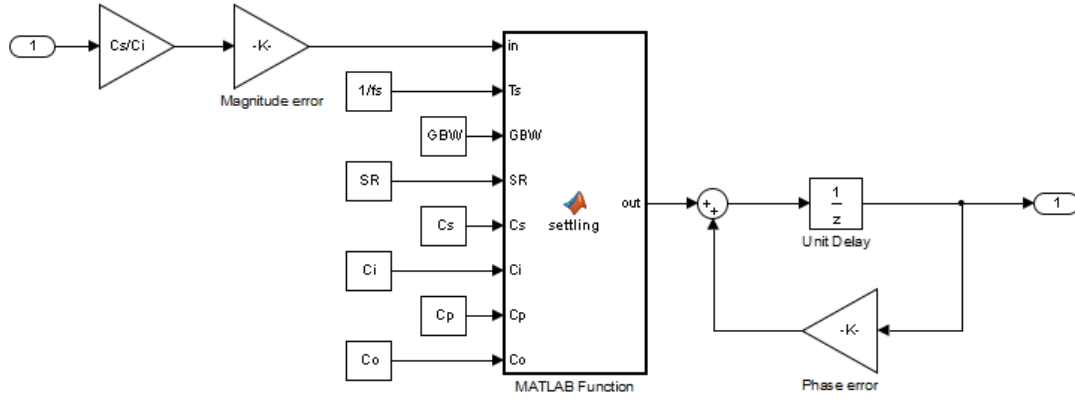 1
Cs/Ci
-K-
Magnitude error
in
1/fs
Ts
GBW
GBW
SR
SR
Cs
Cs
Ci
Ci
Cp
Cp
Co
Co
settling
out
MATLAB Function
+
+
1
z
Unit Delay
1
-K-
Phase error